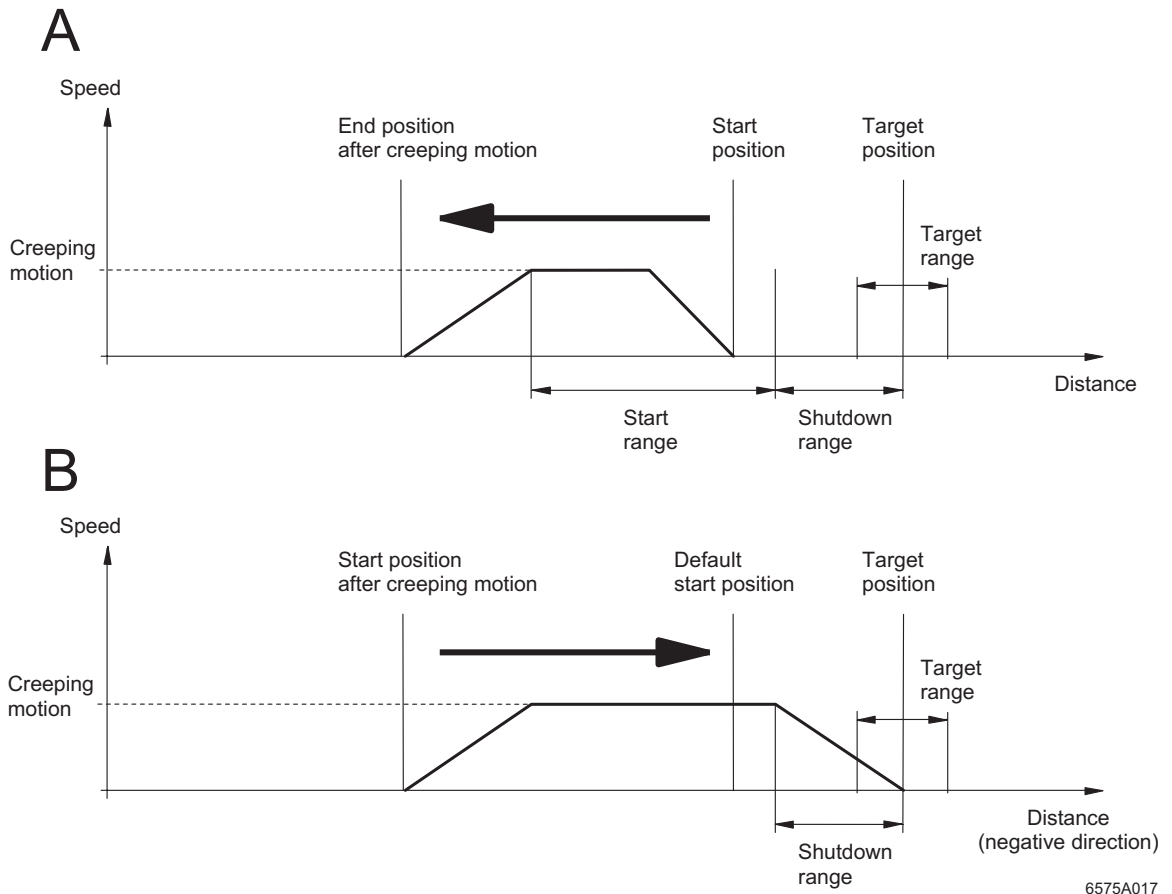 A
Speed
End position
after creeping motion
Start
position
Target
position
Target
range
Creeping
motion
Distance
Start
range
Shutdown
range
B
Speed
Start position
after creeping motion
Default
start position
Target
position
Target
range
Creeping
motion
Distance
(negative direction)
Shutdown
range
6575A017